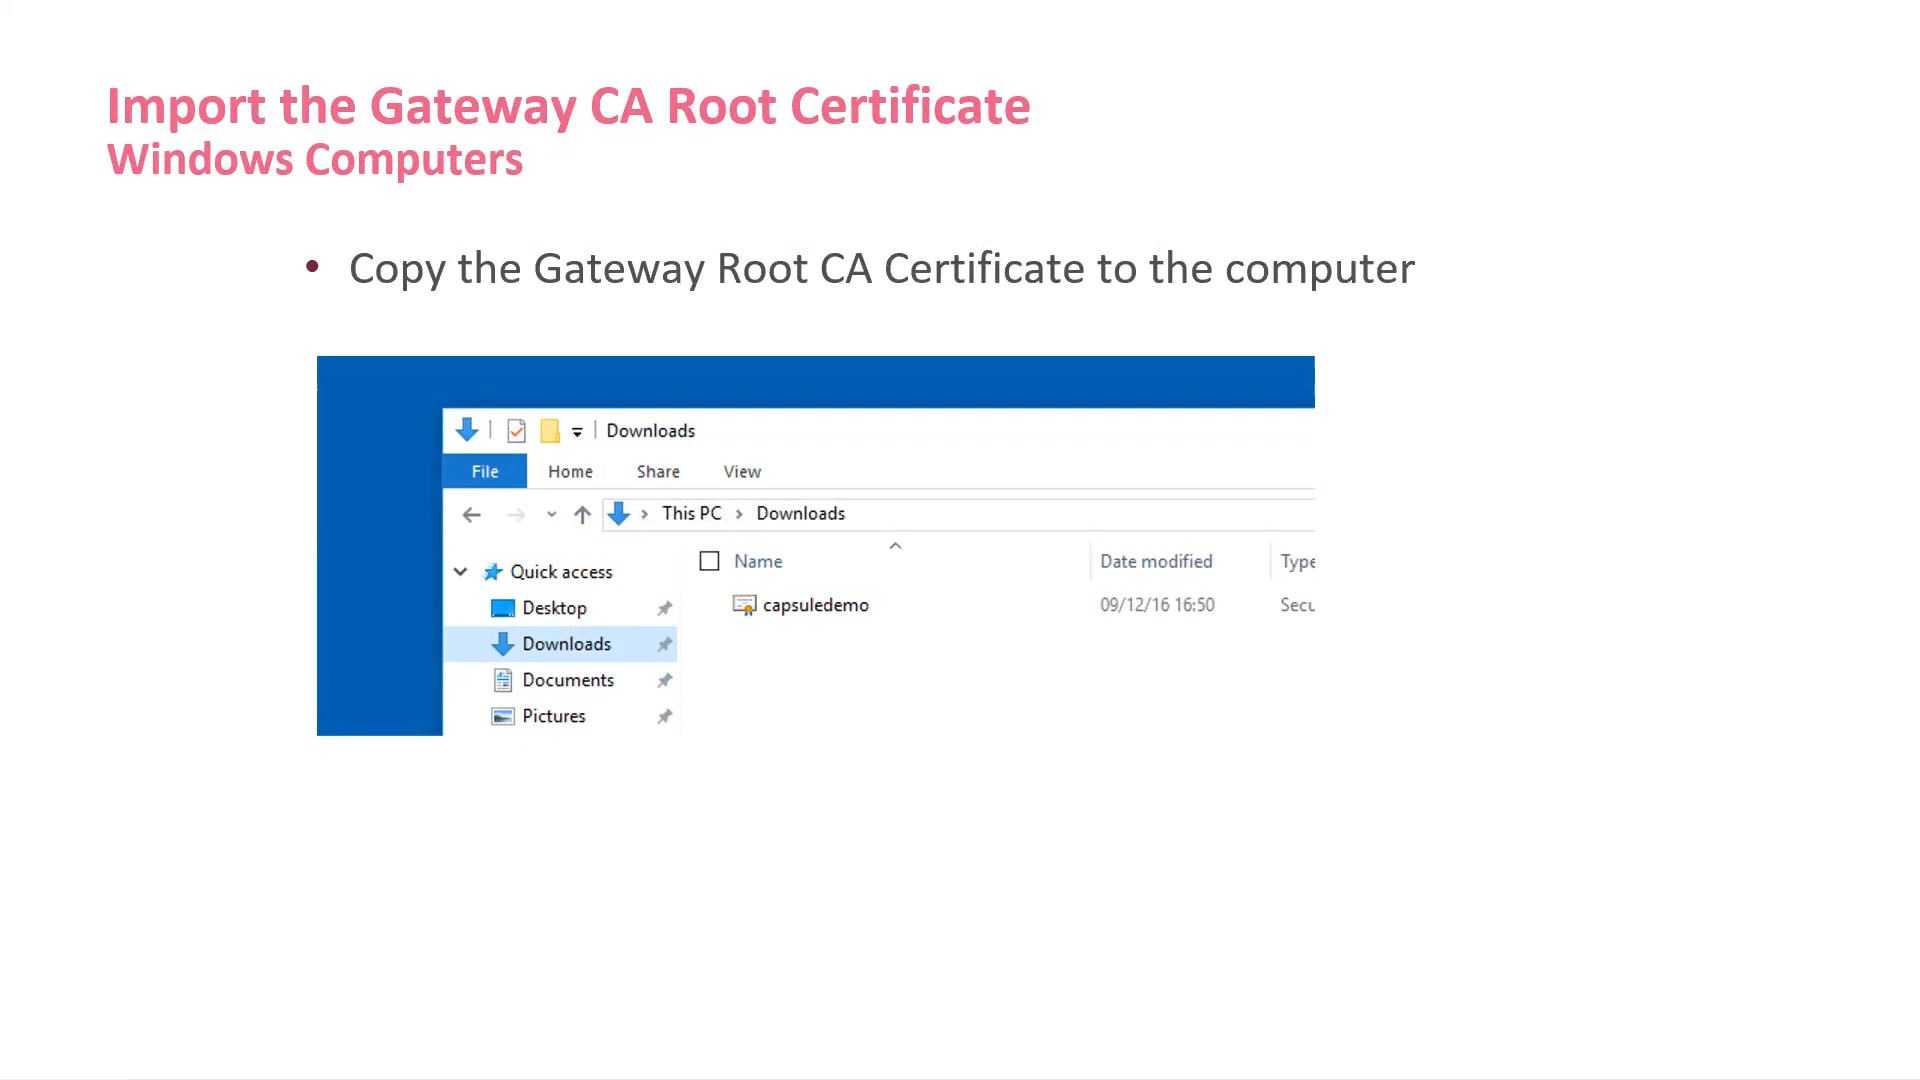 Import the Gateway CA Root Certificate
Windows Computers
• Copy the Gateway Root CA Certificate to the computer
Downloads
File Home Share View
This PC Downloads
Name Date modified Type
capsuledemo 09/12/16 16:50 Secu
Quick access
Desktop
Downloads
Documents
Pictures